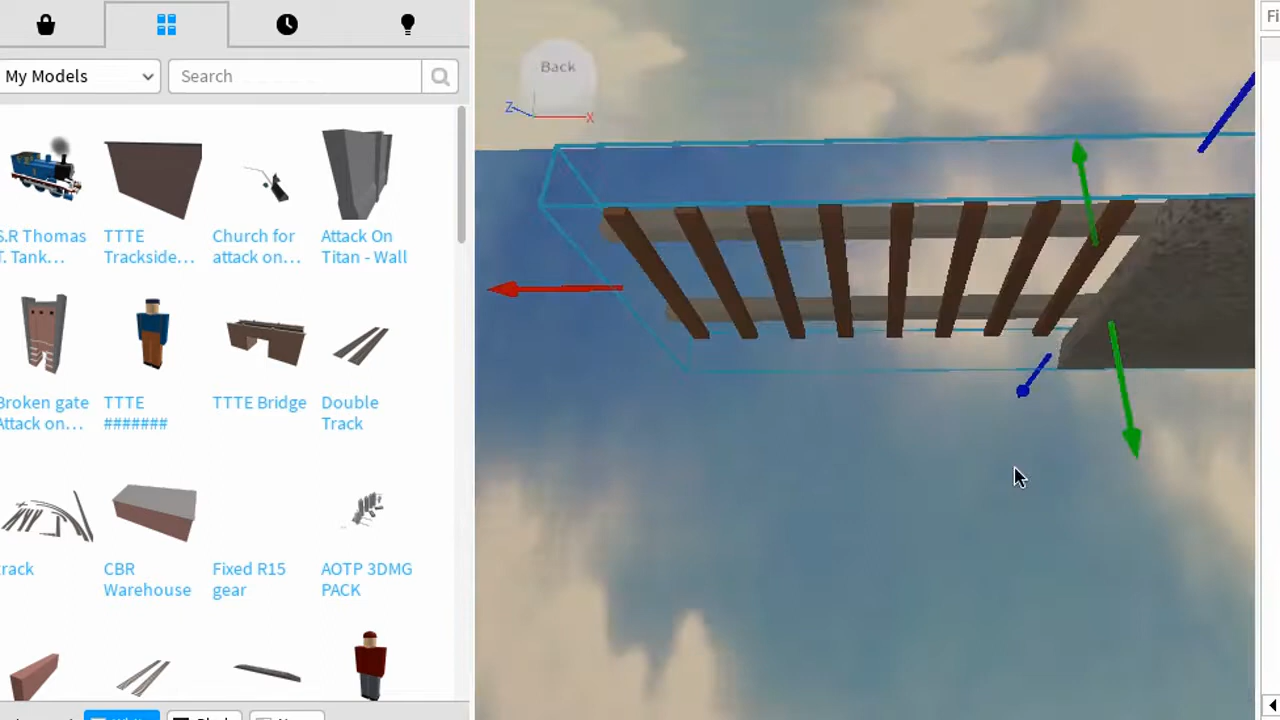 My Models
Search
Back
Z
X
Fi
S.R Thomas
T. Tank...
TTTE
Trackside...
Church for
attack on...
Attack On
Titan - Wall
Broken gate
Attack on...
TTTE
#######
TTTE Bridge
Double
Track
rack
CBR
Warehouse
Fixed R15
gear
AOTP 3DMG
PACK